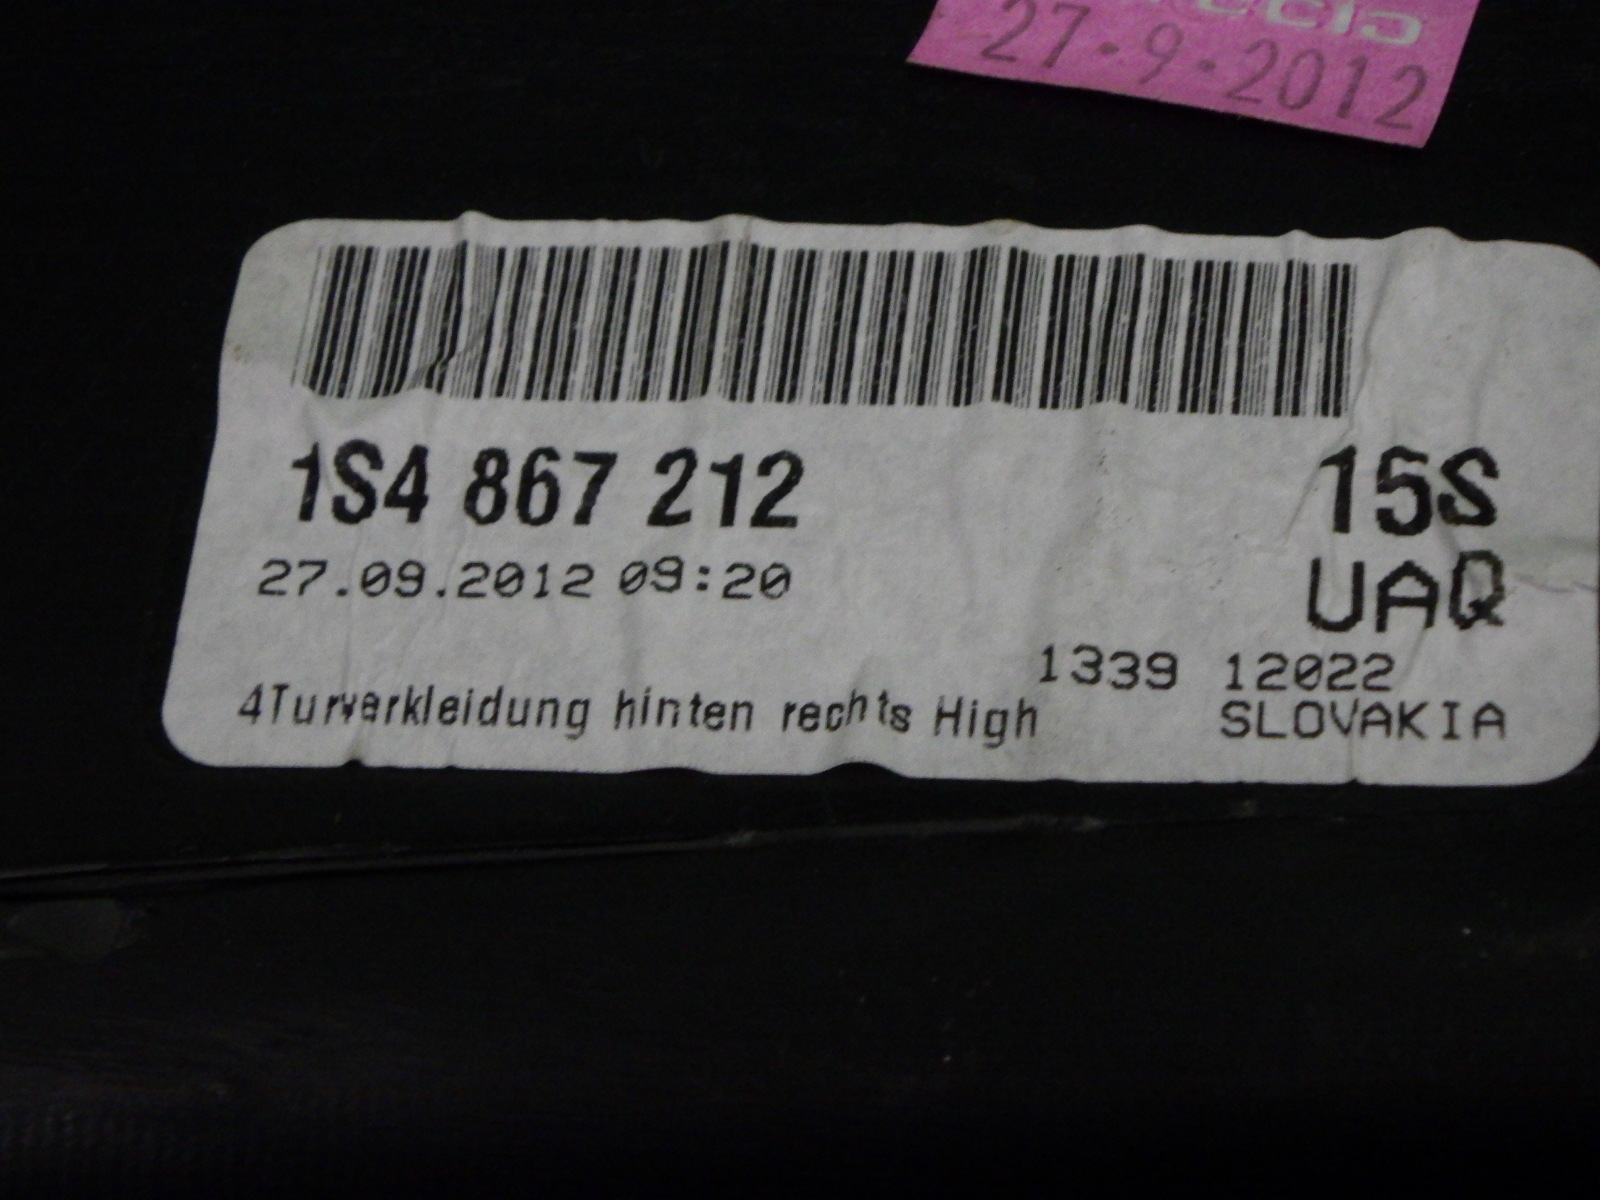 27.9.2012
1S4 867 212 15S
27.09.2012 09:20 UAQ
1339 12022
4Turverkleidung hinten rechts High SLOVAKIA